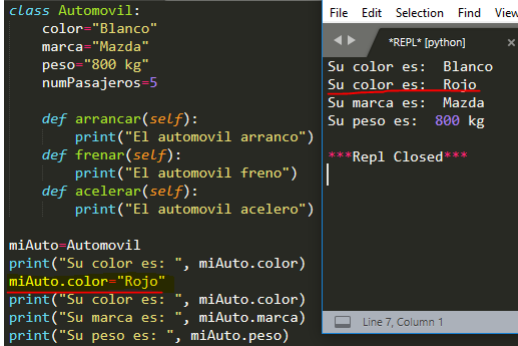 class Automovil:
    color="Blanco"
    marca="Mazda"
    peso="800 kg"
    numPasajeros=5

    def arrancar(self):
        print("El automovil arranco")
    def frenar(self):
        print("El automovil freno")
    def acelerar(self):
        print("El automovil acelero")

miAuto=Automovil
print("Su color es: ", miAuto.color)
miAuto.color="Rojo"
print("Su color es: ", miAuto.color)
print("Su marca es: ", miAuto.marca)
print("Su peso es: ", miAuto.peso)
File Edit Selection Find View
*REPL* [python] ×
Su color es:  Blanco
Su color es:  Rojo
Su marca es:  Mazda
Su peso es:  800 kg

***Repl Closed***
Line 7, Column 1